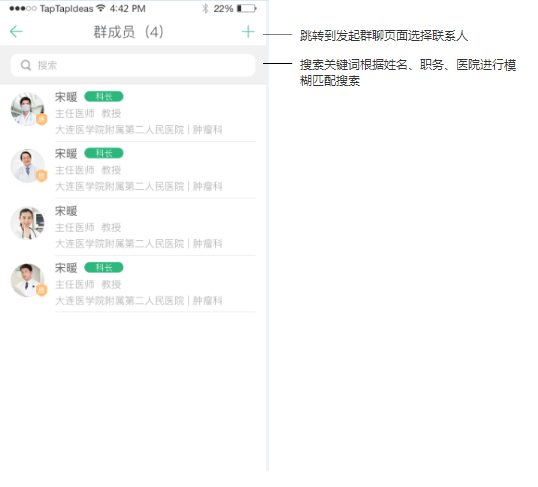 TapTapIdeas 4:42 PM 22%
群成员（4）
跳转到发起群聊页面选择联系人
搜索
搜索关键词根据姓名、职务、医院进行模
糊匹配搜索
宋暖 科长
主任医师 教授
大连医学院附属第二人民医院 | 肿瘤科
宋暖 科长
主任医师 教授
大连医学院附属第二人民医院 | 肿瘤科
宋暖
主任医师 教授
大连医学院附属第二人民医院 | 肿瘤科
宋暖 科长
主任医师 教授
大连医学院附属第二人民医院 | 肿瘤科